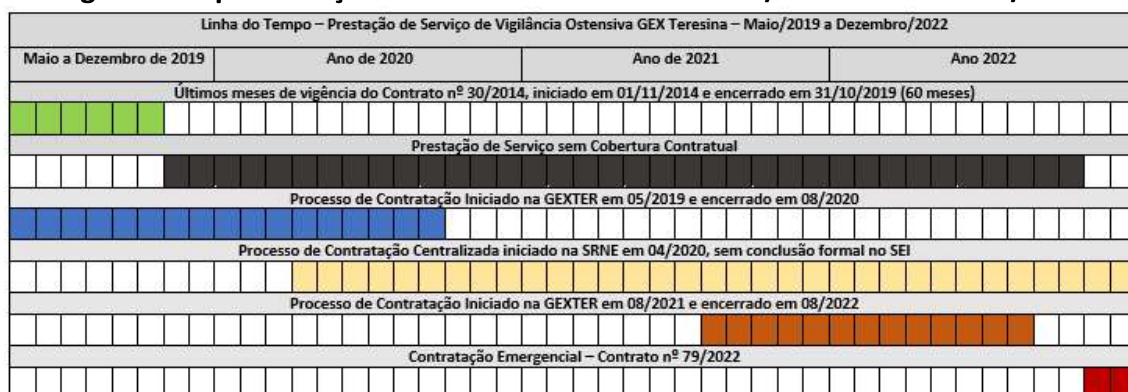 Linha do Tempo – Prestação de Serviço de Vigilância Ostensiva GEX Teresina – Maio/2019 a Dezembro/2022
Maio a Dezembro de 2019 Ano de 2020 Ano de 2021 Ano 2022
Últimos meses de vigência do Contrato nº 30/2014, iniciado em 01/11/2014 e encerrado em 31/10/2019 (60 meses)
Prestação de Serviço sem Cobertura Contratual
Processo de Contratação Iniciado na GEXTER em 05/2019 e encerrado em 08/2020
Processo de Contratação Centralizada iniciado na SRNE em 04/2020, sem conclusão formal no SEI
Processo de Contratação Iniciado na GEXTER em 08/2021 e encerrado em 08/2022
Contratação Emergencial – Contrato nº 79/2022